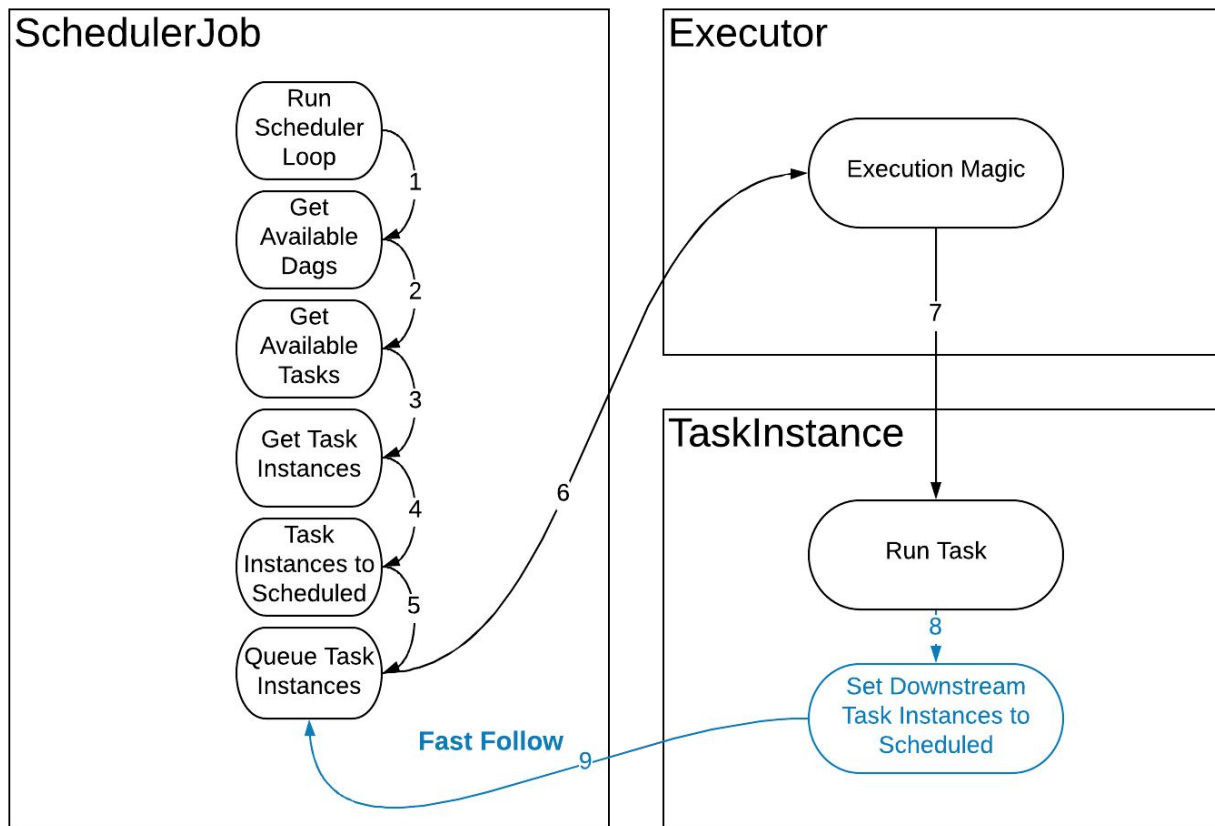 SchedulerJob
Run
Scheduler
Loop
1
Get
Available
Dags
2
Get
Available
Tasks
3
Get Task
Instances
4
Task
Instances to
Scheduled
5
Queue Task
Instances
6
Executor
Execution Magic
7
TaskInstance
Run Task
8
Set Downstream
Task Instances to
Scheduled
Fast Follow
9